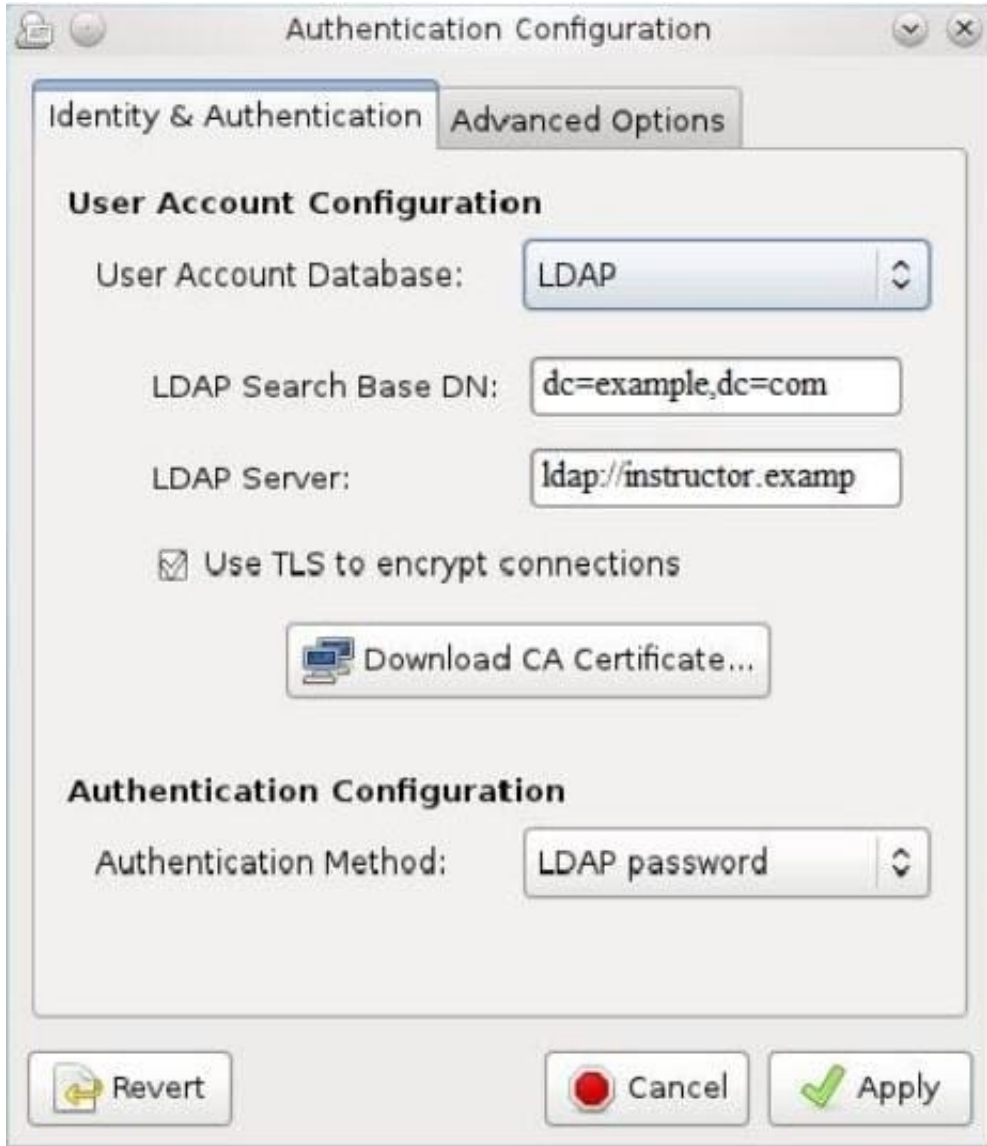 Authentication Configuration
Identity & Authentication
Advanced Options
User Account Configuration
User Account Database:
LDAP
LDAP Search Base DN:
dc=example,dc=com
LDAP Server:
ldap://instructor.examp
Use TLS to encrypt connections
Download CA Certificate...
Authentication Configuration
Authentication Method:
LDAP password
Revert
Cancel
Apply